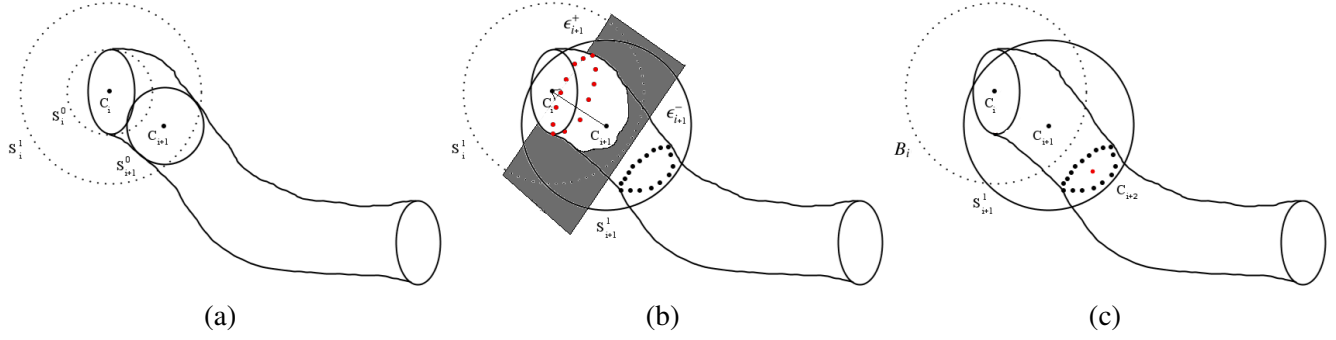 C_i
S_i^0
C_{i+1}
S_i^1
S_{i+1}^0
(a)
ϵ_{i+1}^+
C_i
ϵ_{i+1}^-
C_{i+1}
S_i^1
S_{i+1}^1
(b)
C_i
C_{i+1}
B_i
C_{i+2}
S_{i+1}^1
(c)